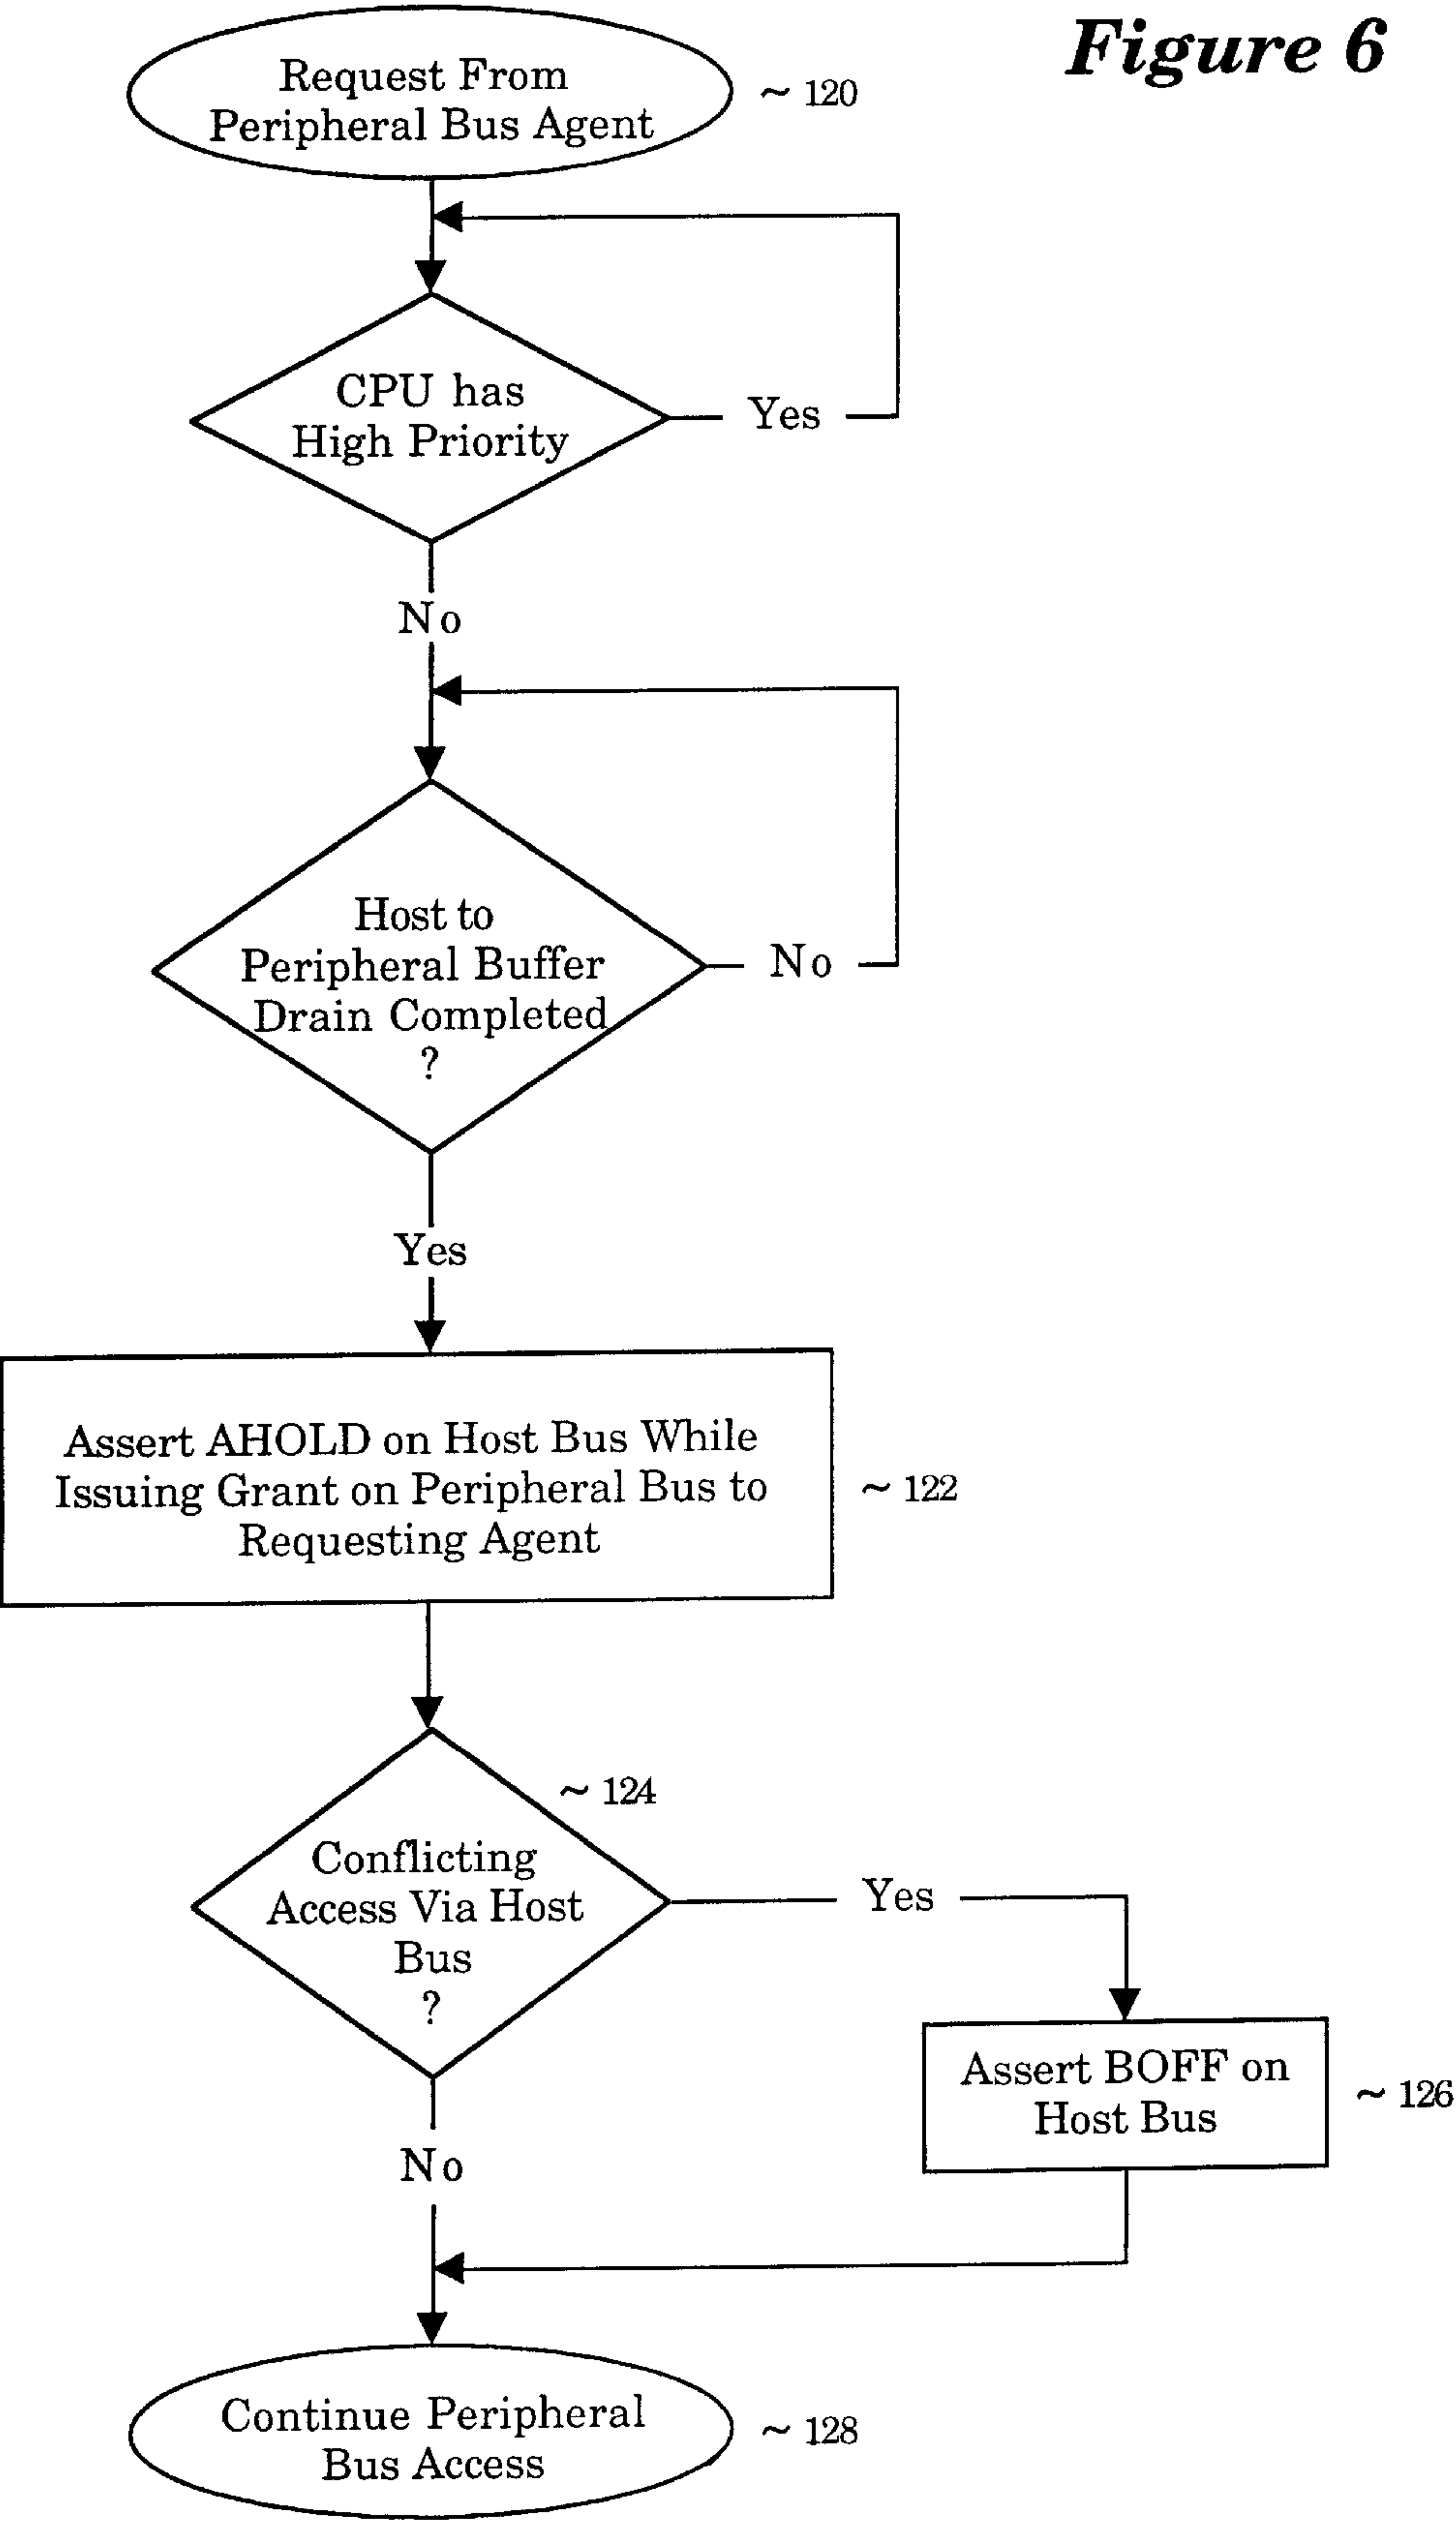 Figure 6
Request From
Peripheral Bus Agent
~ 120
CPU has
High Priority
Yes
No
Host to
Peripheral Buffer
Drain Completed
?
No
Yes
Assert AHOLD on Host Bus While
Issuing Grant on Peripheral Bus to
Requesting Agent
~ 122
~ 124
Conflicting
Access Via Host
Bus
?
Yes
Assert BOFF on
Host Bus
~ 126
No
Continue Peripheral
Bus Access
~ 128